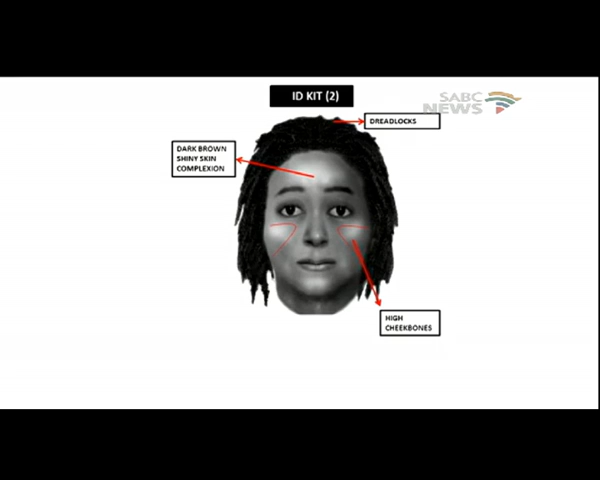 ID KIT (2)
SABC
NEWS
DREADLOCKS
DARK BROWN
SHINY SKIN
COMPLEXION
HIGH
CHEEKBONES